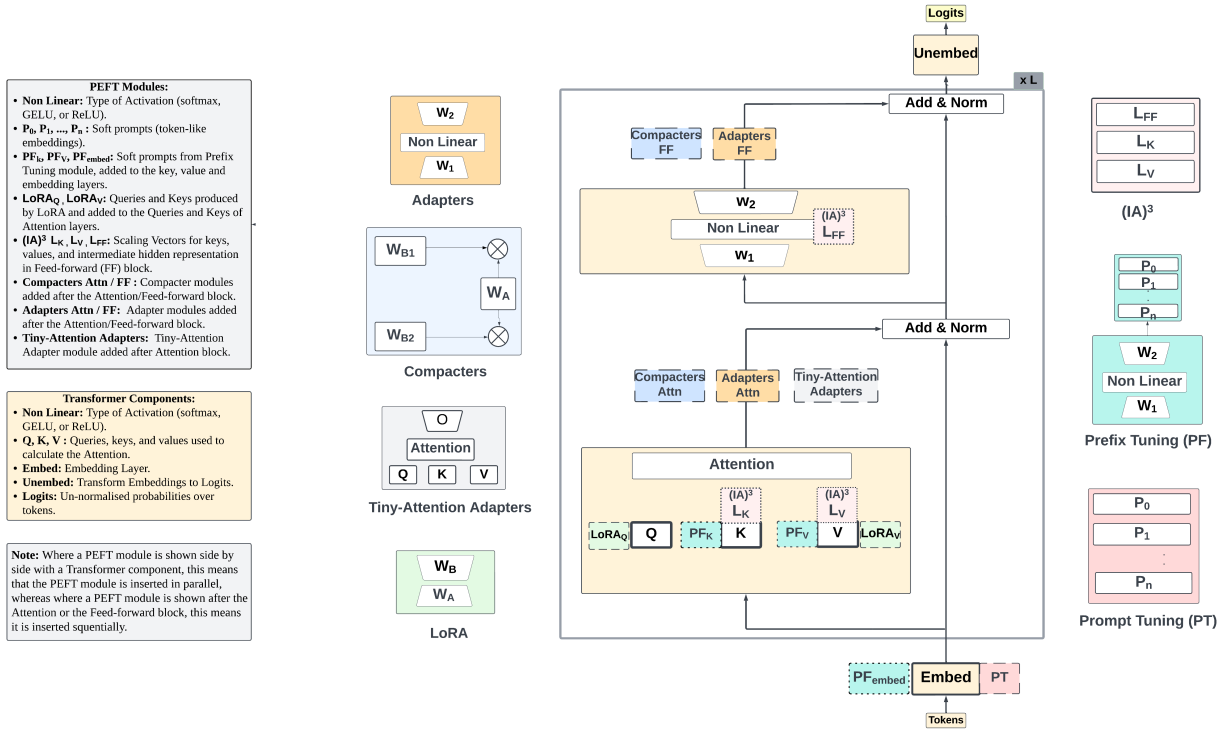 PEFT Modules:
• Non Linear: Type of Activation (softmax,
GELU, or ReLU).
• P0, P1, ..., Pn : Soft prompts (token-like
embeddings).
• PFk, PFV, PFembed: Soft prompts from Prefix
Tuning module, added to the key, value and
embedding layers.
• LoRAQ , LoRAV: Queries and Keys produced
by LoRA and added to the Queries and Keys of
Attention layers.
• (IA)3 LK , LV , LFF: Scaling Vectors for keys,
values, and intermediate hidden representation
in Feed-forward (FF) block.
• Compacters Attn / FF : Compacter modules
added after the Attention/Feed-forward block.
• Adapters Attn / FF: Adapter modules added
after the Attention/Feed-forward block.
• Tiny-Attention Adapters: Tiny-Attention
Adapter module added after Attention block.
Transformer Components:
• Non Linear: Type of Activation (softmax,
GELU, or ReLU).
• Q, K, V : Queries, keys, and values used to
calculate the Attention.
• Embed: Embedding Layer.
• Unembed: Transform Embeddings to Logits.
• Logits: Un-normalised probabilities over
tokens.
Note: Where a PEFT module is shown side by
side with a Transformer component, this means
that the PEFT module is inserted in parallel,
whereas where a PEFT module is shown after the
Attention or the Feed-forward block, this means
it is inserted squentially.
W2
Non Linear
W1
Adapters
WB1
WA
WB2
Compacters
O
Attention
Q K V
Tiny-Attention Adapters
WB
WA
LoRA
Logits
Unembed
x L
Add & Norm
Compacters
FF
Adapters
FF
W2
Non Linear
(IA)3
LFF
W1
Add & Norm
Compacters
Attn
Adapters
Attn
Tiny-Attention
Adapters
Attention
(IA)3
LK
(IA)3
LV
LoRAQ Q PFK K PFV V LoRAV
PFembed Embed PT
Tokens
LFF
LK
LV
(IA)3
P0
P1
.
.
Pn
W2
Non Linear
W1
Prefix Tuning (PF)
P0
P1
.
.
Pn
Prompt Tuning (PT)